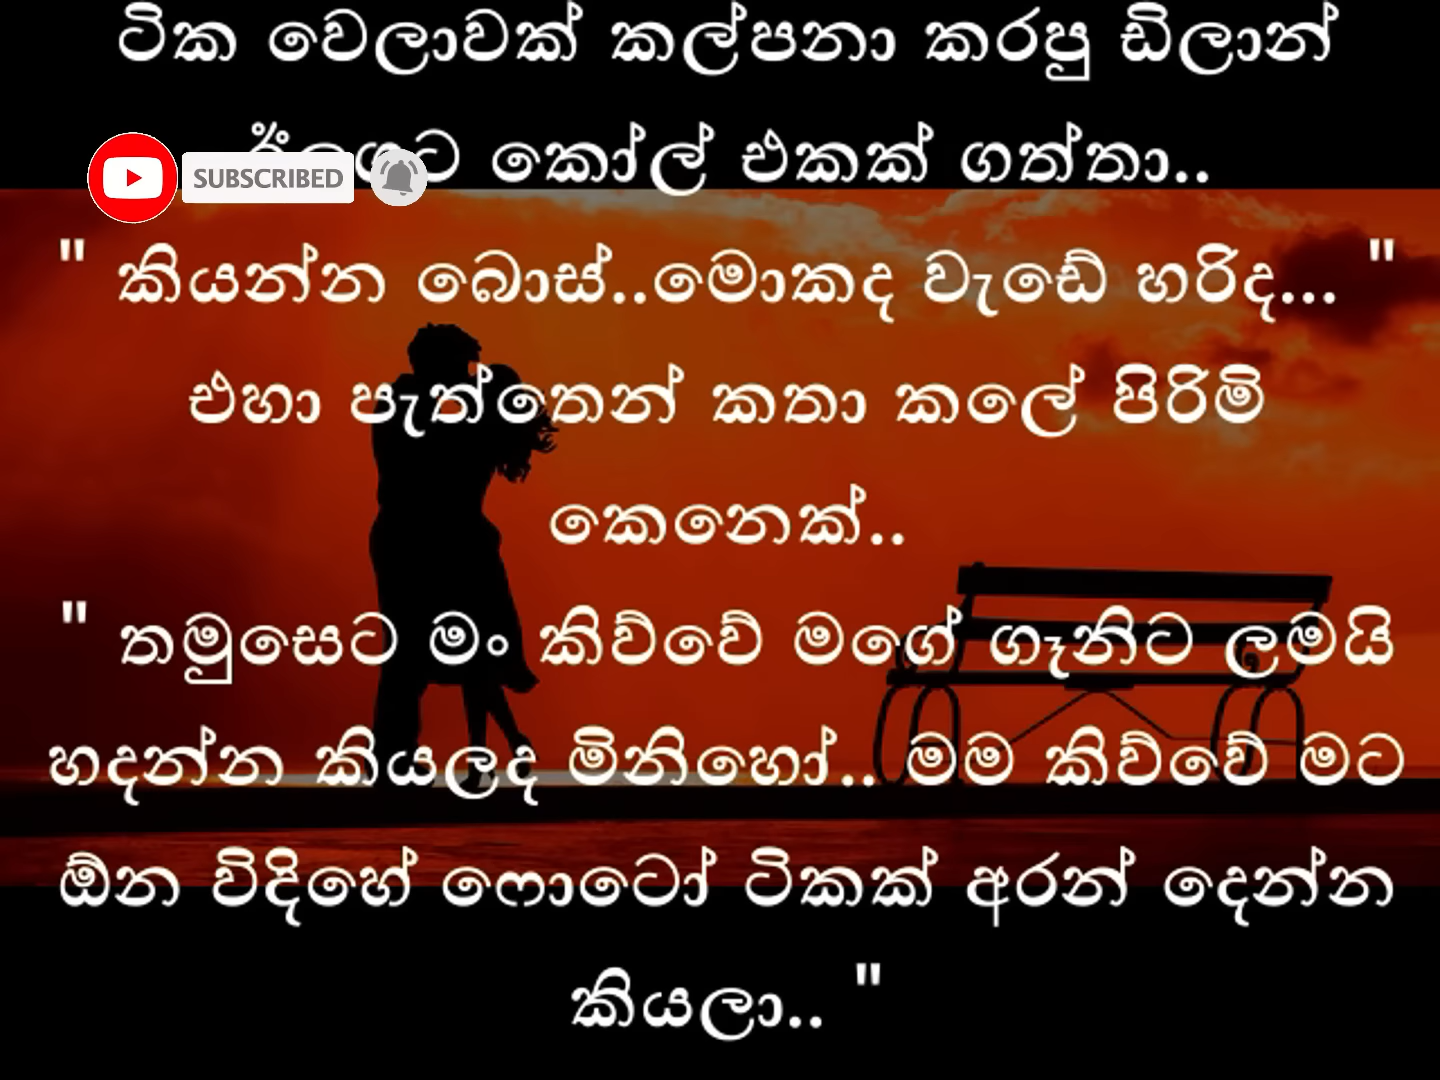 ටික වෙලාවක් කල්පනා කරපු ඩිලාන්
කෝල් එකක් ගත්තා..
SUBSCRIBED
" කියන්න බොස්..මොකද වැඩේ හරිද... "
එහා පැත්තෙන් කතා කලේ පිරිමි
කෙනෙක්..
" තමුසෙට මං කිව්වේ මගේ ගෑනිට ළමයි
හදන්න කියලද මිනිහෝ.. මම කිව්වේ මට
ඕන විදිහේ ෆොටෝ ටිකක් අරන් දෙන්න
කියලා.. "